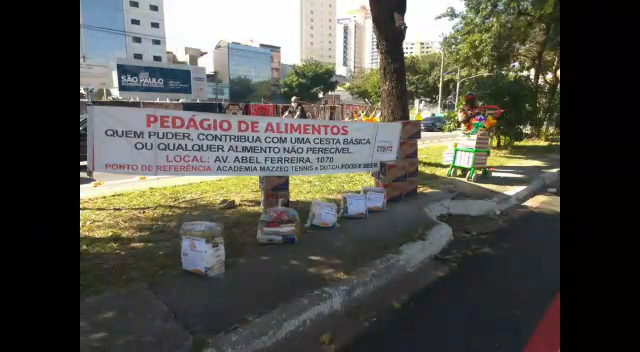 SÃO PAULO
PEDÁGIO DE ALIMENTOS
QUEM PUDER, CONTRIBUA COM UMA CESTA BÁSICA
OU QUALQUER ALIMENTO NÃO PERECÍVEL.
LOCAL: AV. ABEL FERREIRA, 1070
PONTO DE REFERÊNCIA: ACADEMIA MAZZEO TENNIS e DUTCH FOOD E BEER